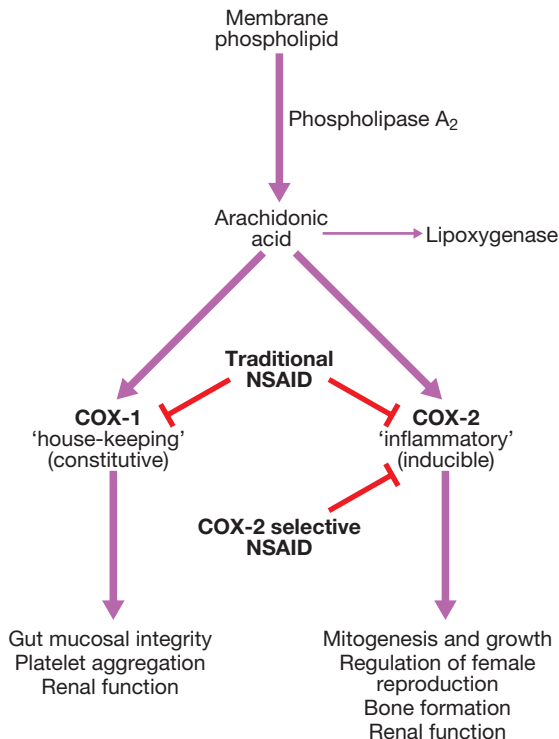 Membrane
phospholipid
Phospholipase A₂
Arachidonic
acid
Lipoxygenase
Traditional
NSAID
COX-1
'house-keeping'
(constitutive)
COX-2
'inflammatory'
(inducible)
COX-2 selective
NSAID
Gut mucosal integrity
Platelet aggregation
Renal function
Mitogenesis and growth
Regulation of female
reproduction
Bone formation
Renal function